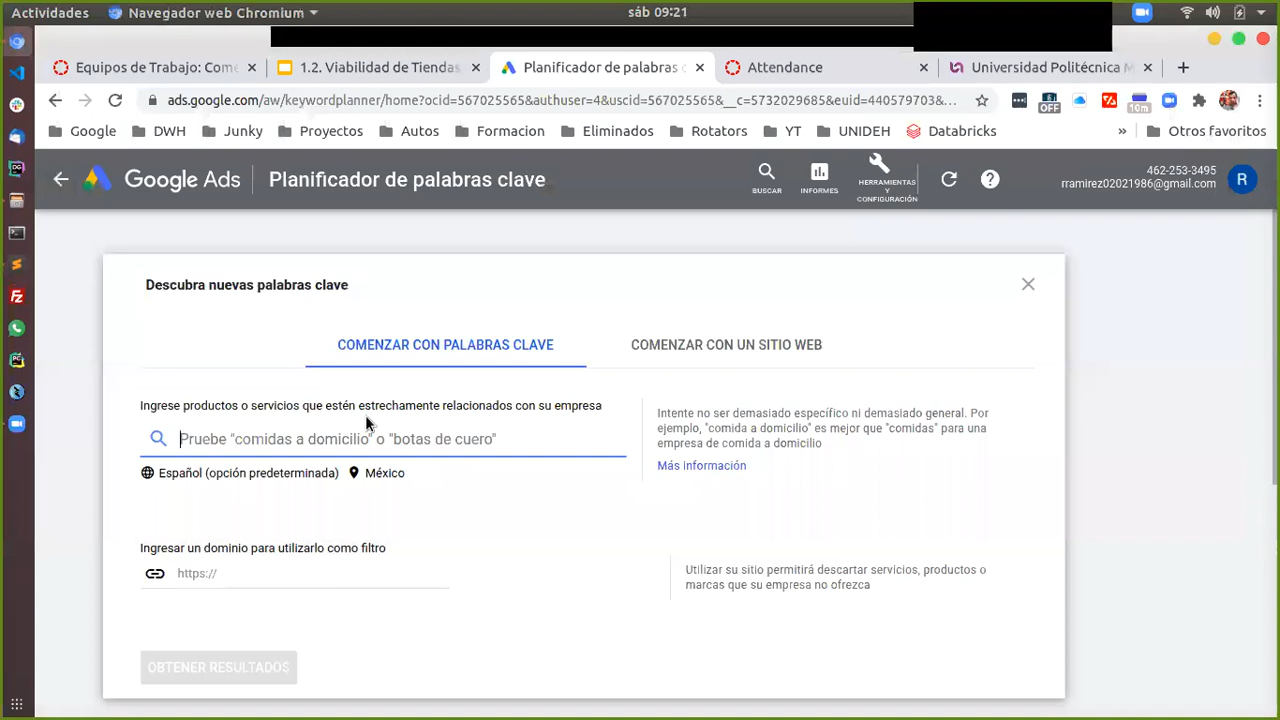 Actividades
Navegador web Chromium
sáb 09:21
Equipos de Trabajo: Come
1.2. Viabilidad de Tiendas
Planificador de palabras c
Attendance
Universidad Politécnica M
ads.google.com/aw/keywordplanner/home?ocid=567025565&authuser=4&uscid=567025565&__c=5732029685&euid=440579703&...
OFF
10m
Google
DWH
Junky
Proyectos
Autos
Formacion
Eliminados
Rotators
YT
UNIDEH
Databricks
»
Otros favoritos
Google Ads
Planificador de palabras clave
BUSCAR
INFORMES
HERRAMIENTAS
Y
CONFIGURACIÓN
462-253-3495
rramirez02021986@gmail.com
R
Descubra nuevas palabras clave
COMENZAR CON PALABRAS CLAVE
COMENZAR CON UN SITIO WEB
Ingrese productos o servicios que estén estrechamente relacionados con su empresa
Pruebe "comidas a domicilio" o "botas de cuero"
Español (opción predeterminada)
México
Intente no ser demasiado específico ni demasiado general. Por
ejemplo, "comida a domicilio" es mejor que "comidas" para una
empresa de comida a domicilio
Más información
Ingresar un dominio para utilizarlo como filtro
https://
Utilizar su sitio permitirá descartar servicios, productos o
marcas que su empresa no ofrezca
OBTENER RESULTADOS